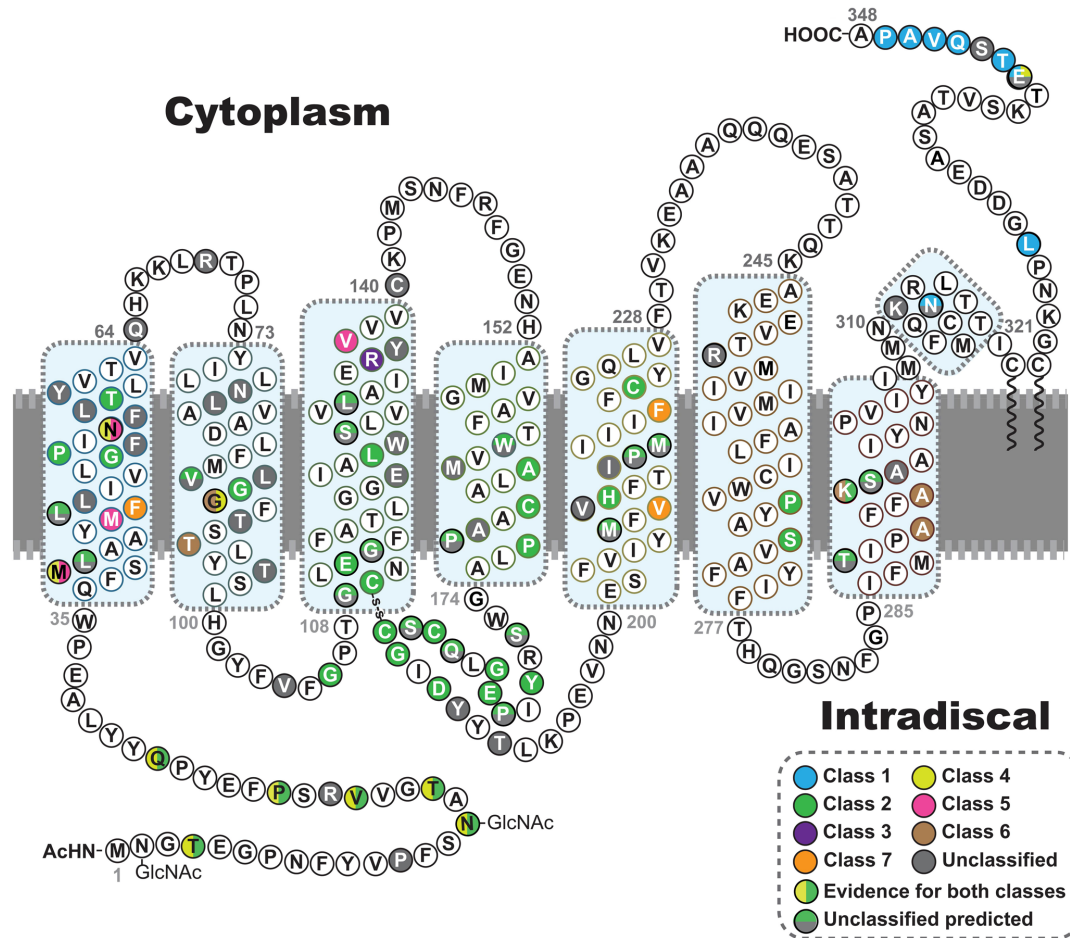 Cytoplasm
348
HOOC A P A V Q S T E
T K S V T A S A E D D G L P N K G C
C I
321
K K L R T P L
H
Q
64
N
73
M S N F R F G E N H
P
K
C
140
152
V T F
228
K E A A A Q Q Q E S A T T Q K
245
310
R L
K N T
Q C T
F M
N
M
M
V
T
V L
Y T
L F
N F
I
P G
L V
L I
L M F
Y A
A
M L S
Q F
35
Y
I
L L
N
L V
A A
D L
M F
V G L
G F
S T
T L
Y T
S
L
100
V
V V
R Y
E I
A
L V
V
S W
L
A E
I G L
G T
A F
F G
E N
L C
G
108
s-s
A
I
M V
G A
F T
W
V A
M L
A C
A
P P
L
A
174
V
L Y
Q
G C
F F
I
I M
I P
I T
H F
V V
M F
Y
I
V
F S
E
200
A
E E
K V
T
R M
V I
I M
I V
A
F
L I
C
W P
V A
Y S
A
V Y
F I
F
277
Y
I
I N
V Y
P I
A
A
S
K F A
F
A
P
T I M
F
I
285
W P E A L Y Y Q P Y E F P S R V V G T A N
GlcNAc
S F P V Y F N P G E T G N M
AcHN
1
GlcNAc
H G Y F V F G P T
G W S R Y I P E G L Q C S C G I D Y Y T L K P E V N N
T H Q G S N F G P
Intradiscal
Class 1
Class 4
Class 2
Class 5
Class 3
Class 6
Class 7
Unclassified
Evidence for both classes
Unclassified predicted